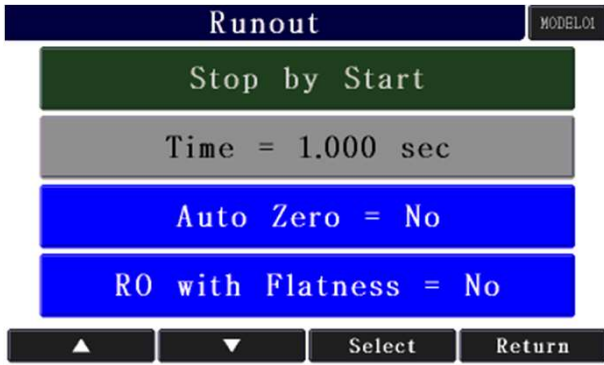 Runout
MODEL01
Stop by Start
Time = 1.000 sec
Auto Zero = No
RO with Flatness = No
▲ ▼ Select Return